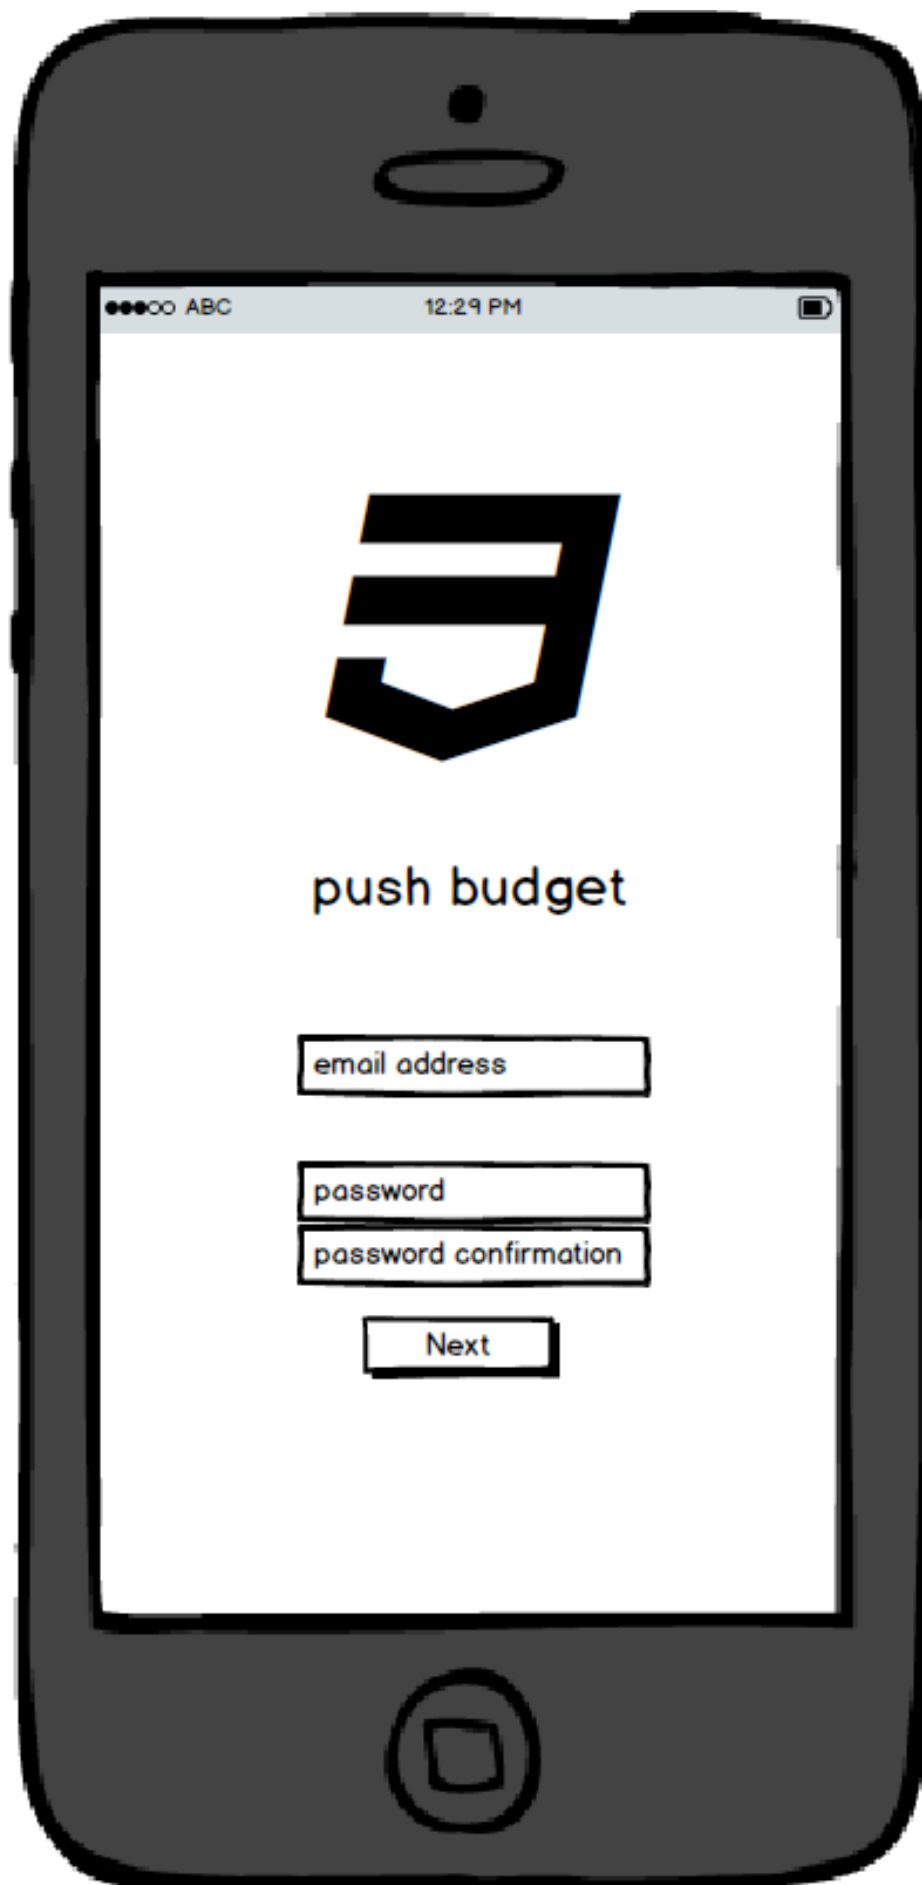 ABC 12:29 PM
push budget
email address
password
password confirmation
Next